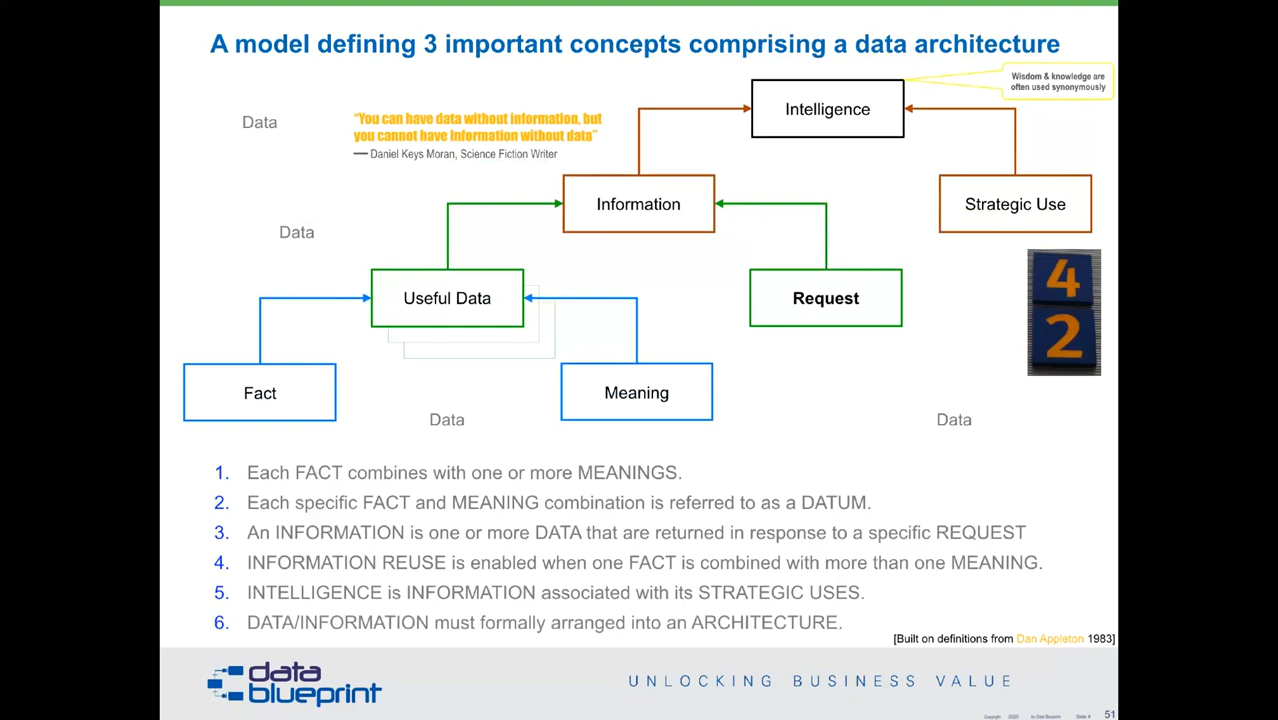 A model defining 3 important concepts comprising a data architecture
Wisdom & knowledge are
often used synonymously
Intelligence
Data
“You can have data without information, but
you cannot have information without data”
— Daniel Keys Moran, Science Fiction Writer
Information
Strategic Use
Data
4
2
Useful Data
Request
Fact
Meaning
Data
Data
1. Each FACT combines with one or more MEANINGS.
2. Each specific FACT and MEANING combination is referred to as a DATUM.
3. An INFORMATION is one or more DATA that are returned in response to a specific REQUEST
4. INFORMATION REUSE is enabled when one FACT is combined with more than one MEANING.
5. INTELLIGENCE is INFORMATION associated with its STRATEGIC USES.
6. DATA/INFORMATION must formally arranged into an ARCHITECTURE.
[Built on definitions from Dan Appleton 1983]
data
blueprint
UNLOCKING BUSINESS VALUE
Copyright 2020 by Data Blueprint Slide # 51